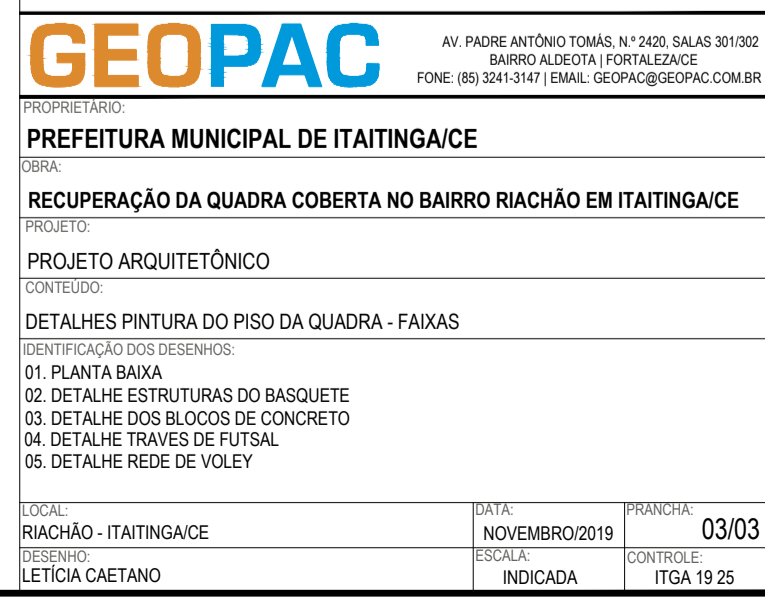 GEOPAC
AV. PADRE ANTÔNIO TOMÁS, N.º 2420, SALAS 301/302
BAIRRO ALDEOTA | FORTALEZA/CE
FONE: (85) 3241-3147 | EMAIL: GEOPAC@GEOPAC.COM.BR
PROPRIETÁRIO:
PREFEITURA MUNICIPAL DE ITAITINGA/CE
OBRA:
RECUPERAÇÃO DA QUADRA COBERTA NO BAIRRO RIACHÃO EM ITAITINGA/CE
PROJETO:
PROJETO ARQUITETÔNICO
CONTEÚDO:
DETALHES PINTURA DO PISO DA QUADRA - FAIXAS
IDENTIFICAÇÃO DOS DESENHOS:
01. PLANTA BAIXA
02. DETALHE ESTRUTURAS DO BASQUETE
03. DETALHE DOS BLOCOS DE CONCRETO
04. DETALHE TRAVES DE FUTSAL
05. DETALHE REDE DE VOLEY
LOCAL:
RIACHÃO - ITAITINGA/CE
DATA:
NOVEMBRO/2019
PRANCHA:
03/03
DESENHO:
LETÍCIA CAETANO
ESCALA:
INDICADA
CONTROLE:
ITGA 19 25